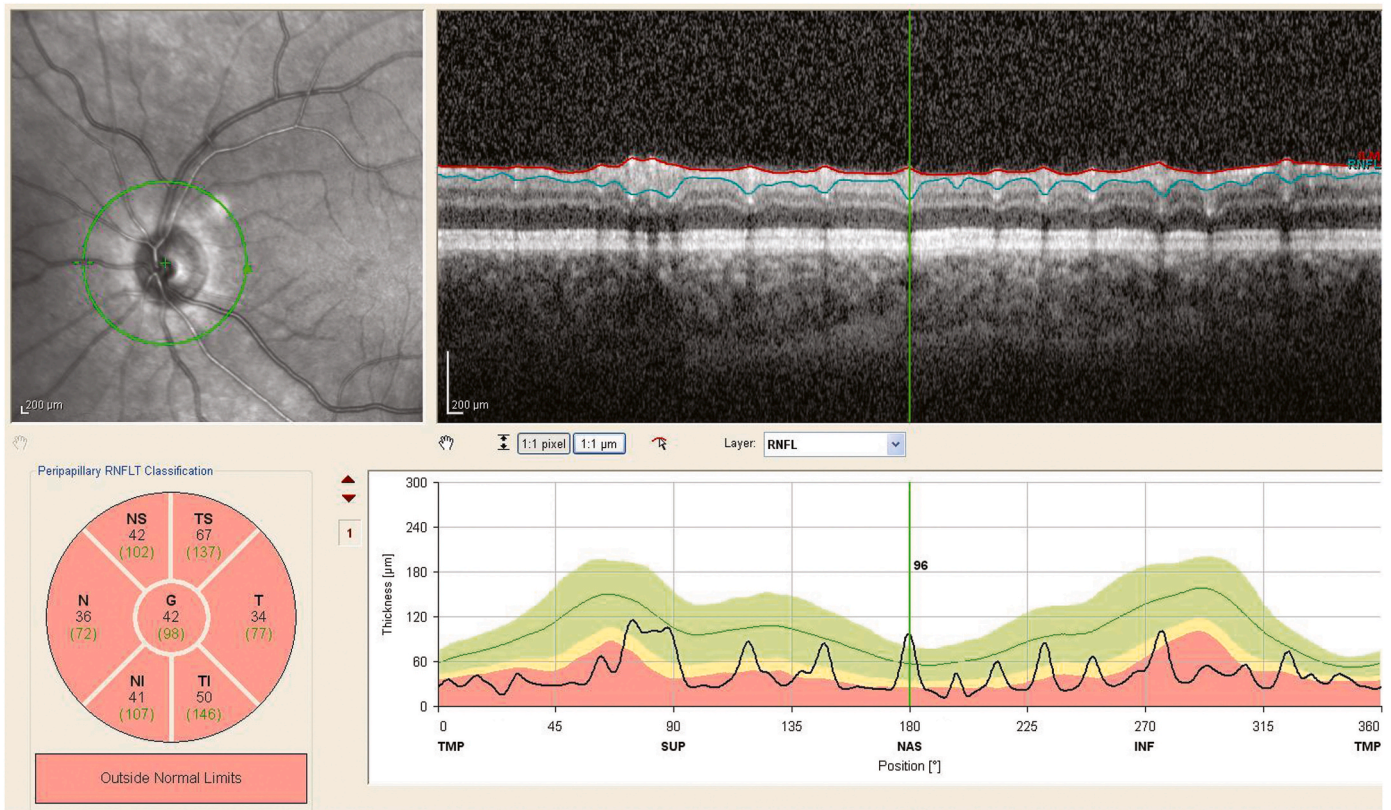 200 µm
RNFL
200 µm
1:1 pixel
1:1 µm
Layer:
RNFL
Peripapillary RNFLT Classification
NS
42
(102)
TS
67
(137)
N
36
(72)
G
42
(98)
T
34
(77)
NI
41
(107)
TI
50
(146)
Outside Normal Limits
1
Thickness [µm]
300
240
180
120
60
0
96
0
45
90
135
180
225
270
315
360
TMP
SUP
NAS
INF
TMP
Position [°]